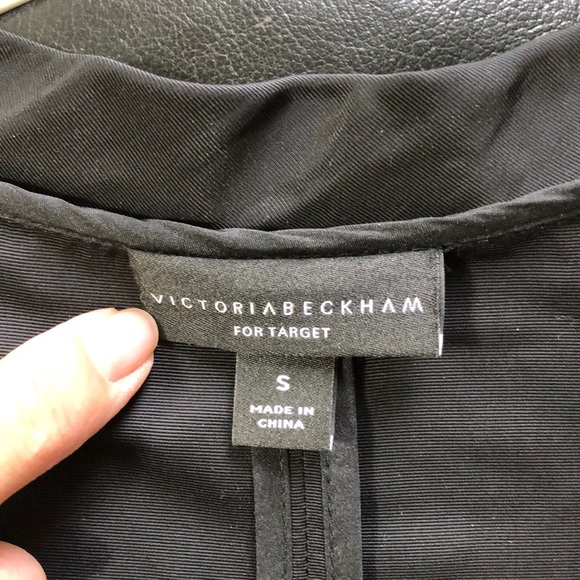 VICTORIABECKHAM
FOR TARGET
S
MADE IN
CHINA